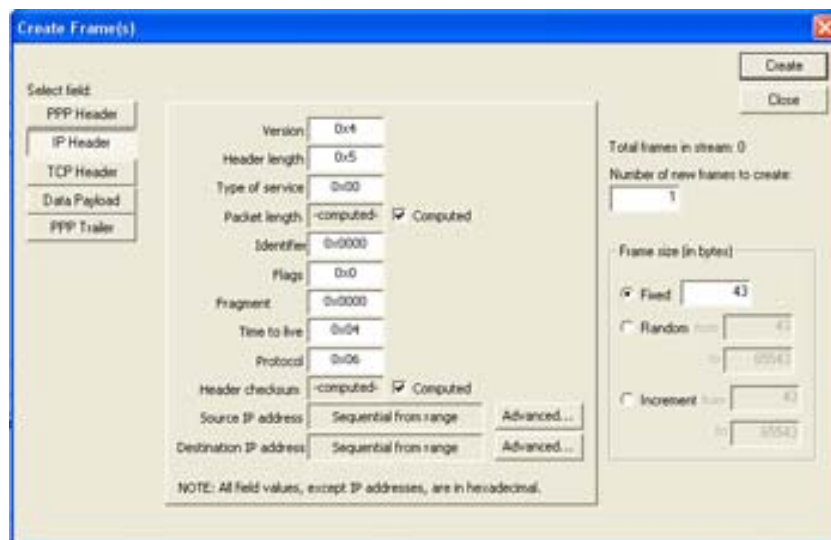 Create Frame(s)
Create
Close
Select field:
PPP Header
IP Header
TCP Header
Data Payload
PPP Trailer
Version 0x4
Header length 0x5
Type of service 0x00
Packet length -computed- Computed
Identifier 0x0000
Flags 0x0
Fragment 0x0000
Time to live 0x04
Protocol 0x06
Header checksum -computed- Computed
Source IP address Sequential from range Advanced...
Destination IP address Sequential from range Advanced...
NOTE: All field values, except IP addresses, are in hexadecimal.
Total frames in stream: 0
Number of new frames to create:
1
Frame size (in bytes)
Fixed 43
Random from 43
to 65543
Increment from 43
to 65543